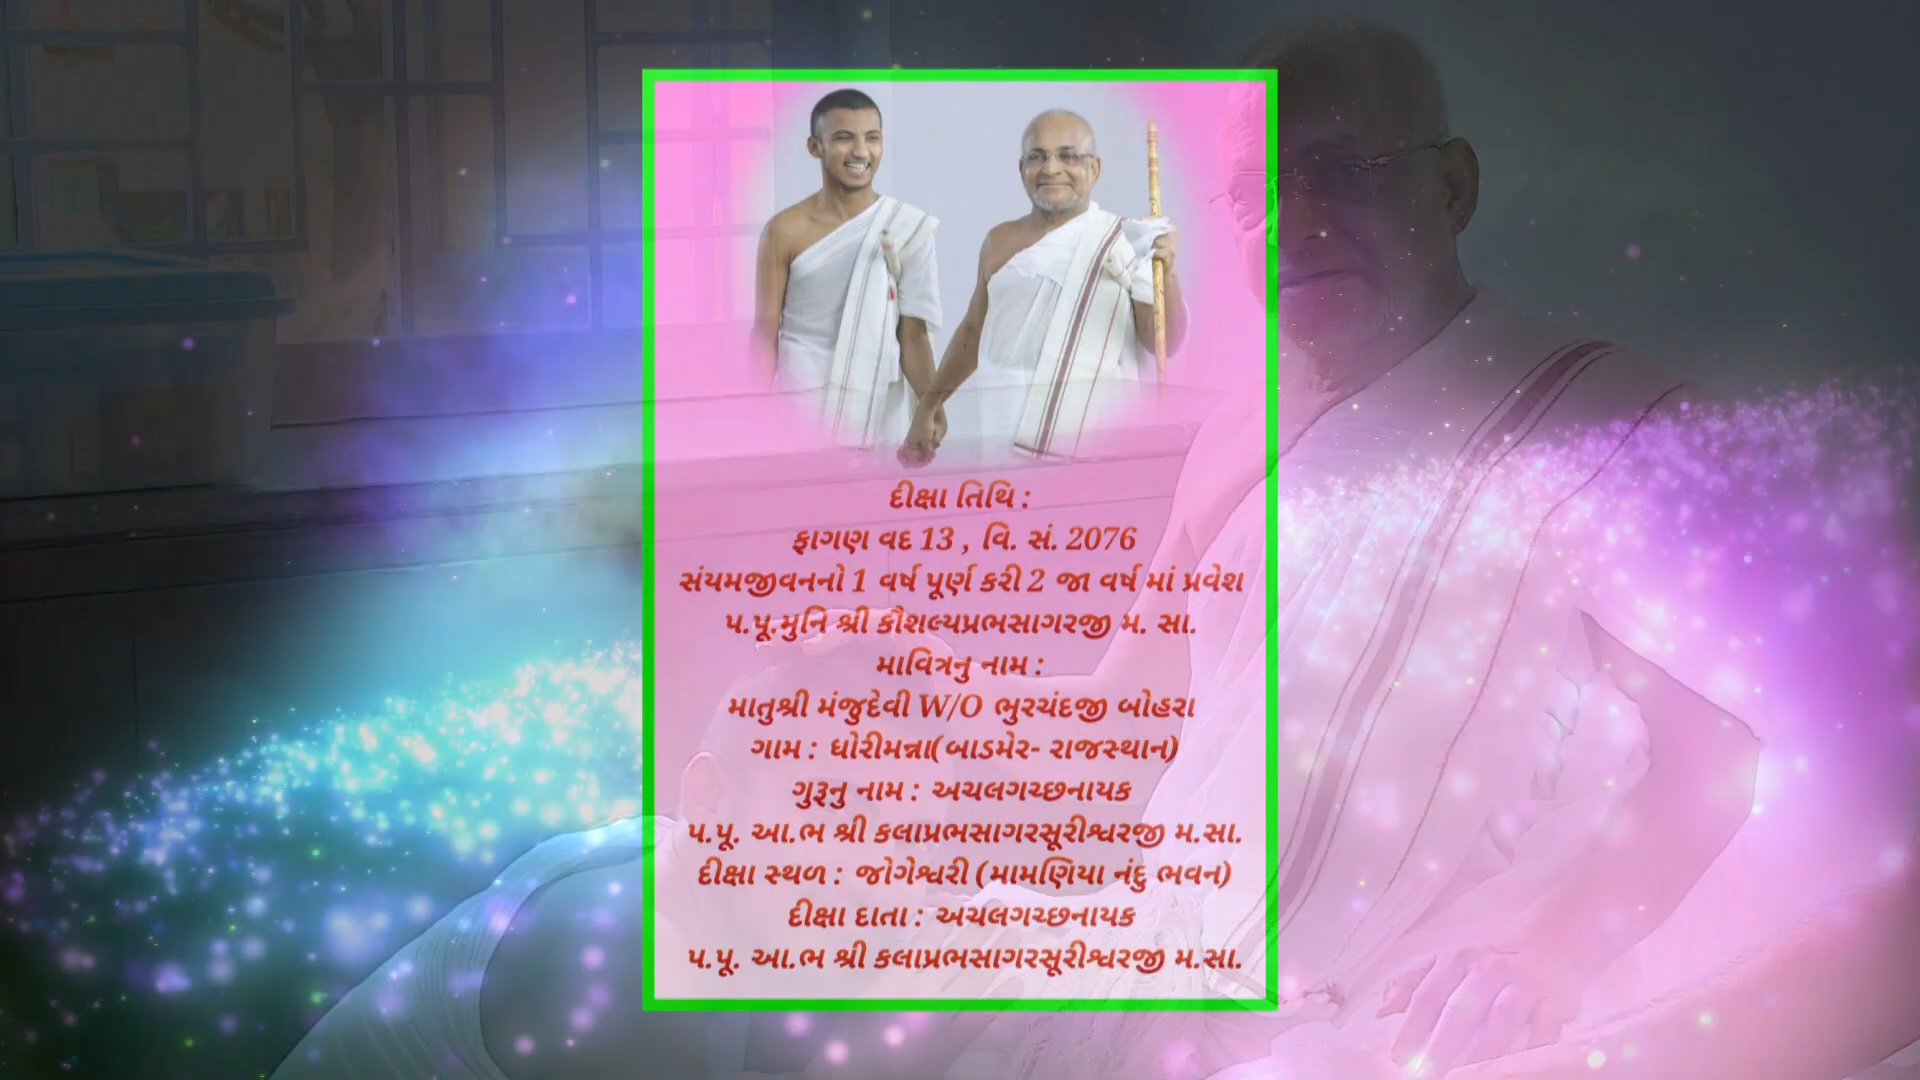 દીક્ષા તિથિ :
ફાગણ વદ 13 , વિ. સં. 2076
સંયમજીવનનો 1 વર્ષ પૂર્ણ કરી 2 જા વર્ષ માં પ્રવેશ
પ.પૂ.મુનિ શ્રી કૌશલ્યપ્રભસાગરજી મ. સા.
માવિત્રનુ નામ :
માતુશ્રી મંજુદેવી W/O ભુરચંદજી બોહરા
ગામ : ધોરીમન્ના( બાડમેર- રાજસ્થાન)
ગુરૂનુ નામ : અચલગચ્છનાયક
પ.પૂ. આ.ભ શ્રી કલાપ્રભસાગરસૂરીશ્વરજી મ.સા.
દીક્ષા સ્થળ : જોગેશ્વરી (મામણિયા નંદુ ભવન)
દીક્ષા દાતા : અચલગચ્છનાયક
પ.પૂ. આ.ભ શ્રી કલાપ્રભસાગરસૂરીશ્વરજી મ.સા.